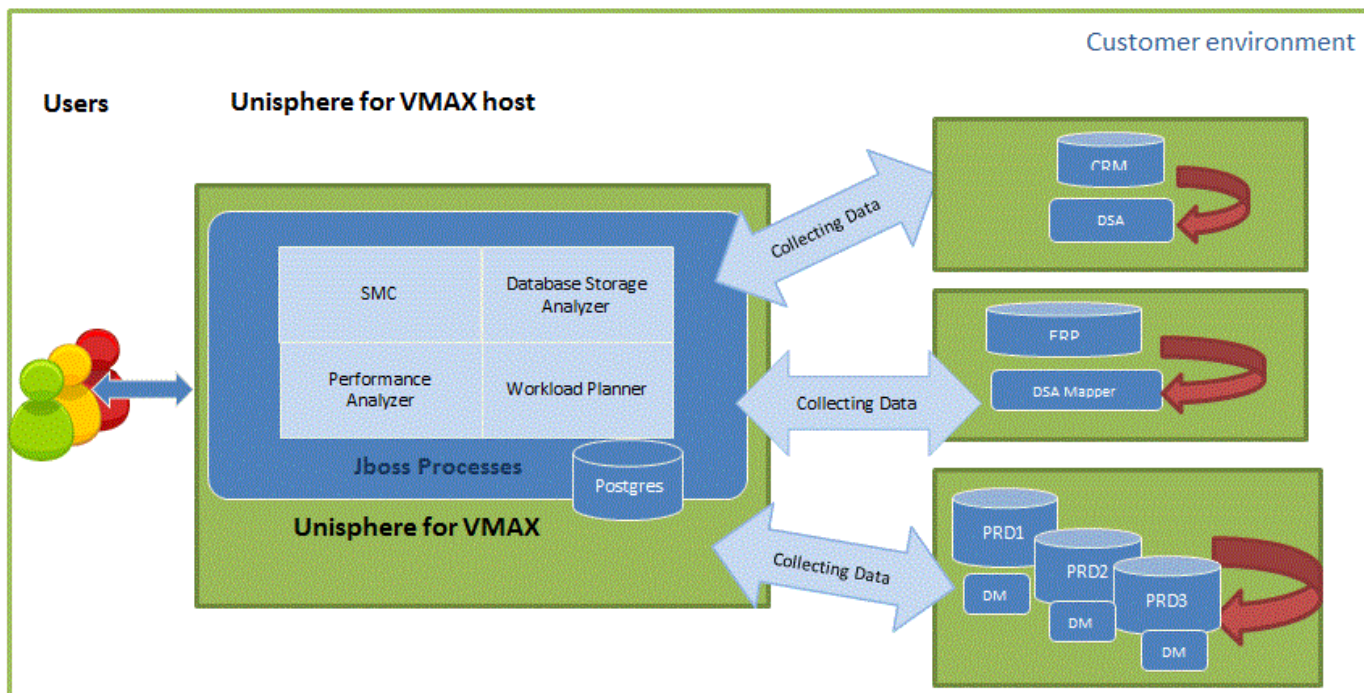 Customer environment
Users
Unisphere for VMAX host
SMC
Database Storage
Analyzer
Performance
Analyzer
Workload Planner
Jboss Processes
Postgres
Unisphere for VMAX
Collecting Data
Collecting Data
Collecting Data
CRM
DSA
ERP
DSA Mapper
PRD1
DM
PRD2
DM
PRD3
DM